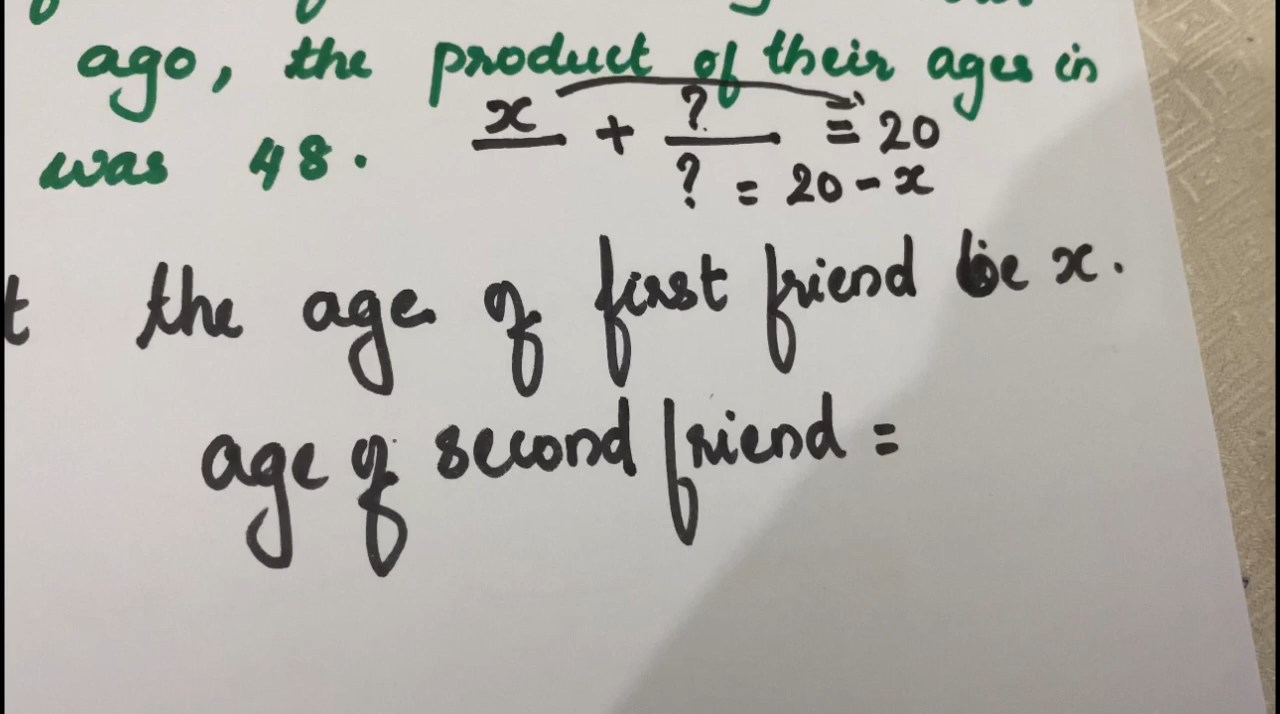 ago, the product of their ages in
x + ? = 20
was 48.
? = 20 - x
the age of first friend be x.
age of second friend =